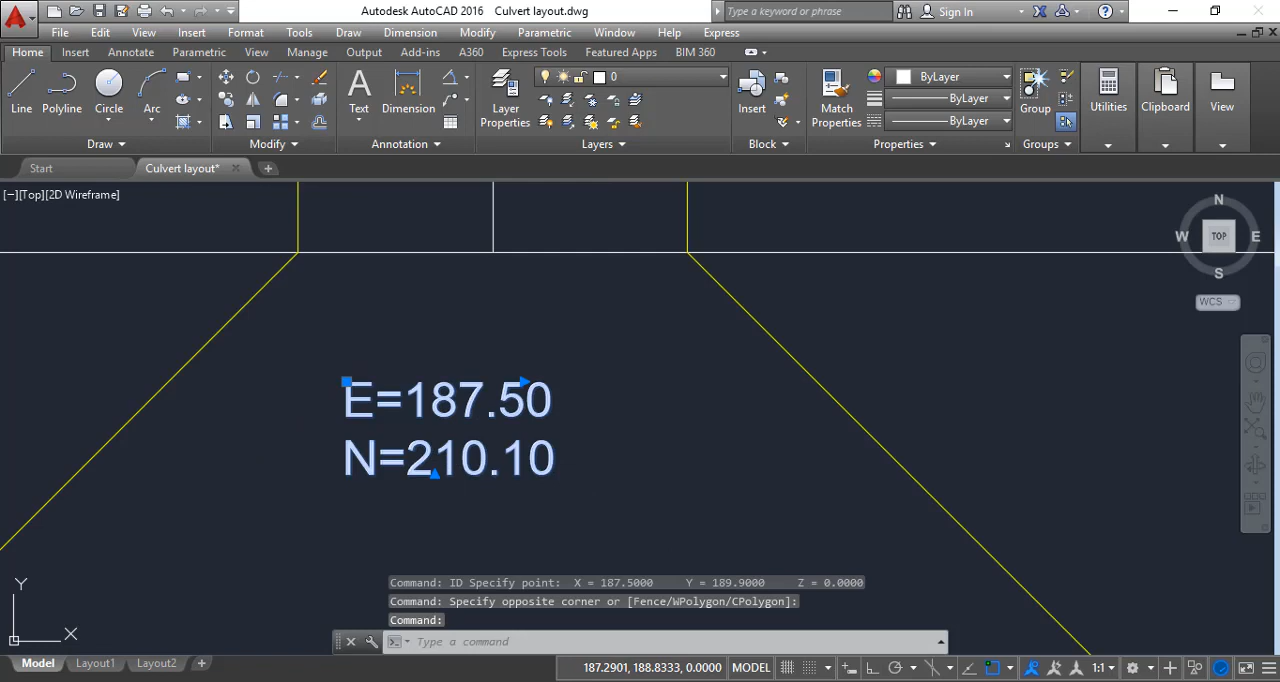 Autodesk AutoCAD 2016 Culvert layout.dwg
Type a keyword or phrase
Sign In
File Edit View Insert Format Tools Draw Dimension Modify Parametric Window Help Express
Home Insert Annotate Parametric View Manage Output Add-ins A360 Express Tools Featured Apps BIM 360
Line Polyline Circle Arc
Text Dimension
Layer Properties
0
Insert
Match Properties
ByLayer
ByLayer
ByLayer
Group
Utilities
Clipboard
View
Draw Modify Annotation Layers Block Properties Groups
Start
Culvert layout*
[−][Top][2D Wireframe]
N
W TOP E
S
WCS
E=187.50
N=210.10
Y
X
Command: ID Specify point: X = 187.5000 Y = 189.9000 Z = 0.0000
Command: Specify opposite corner or [Fence/WPolygon/CPolygon]:
Command:
Type a command
Model Layout1 Layout2
187.2901, 188.8333, 0.0000 MODEL
1:1